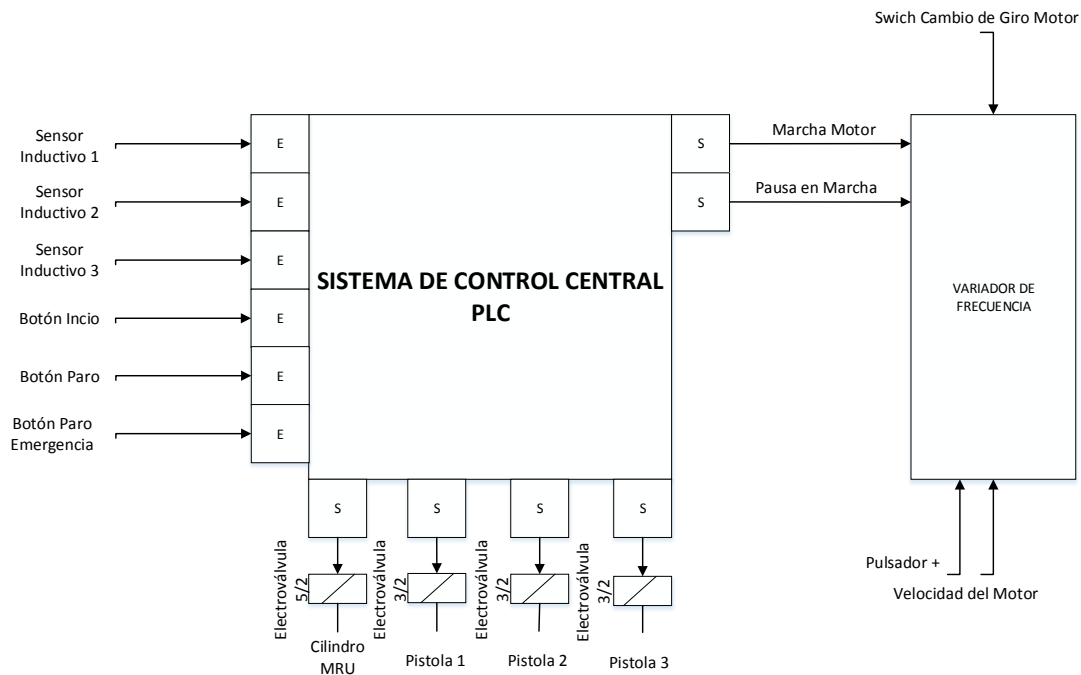 Swich Cambio de Giro Motor
Sensor
Inductivo 1
E
S
Marcha Motor
Sensor
Inductivo 2
E
S
Pausa en Marcha
Sensor
Inductivo 3
E
SISTEMA DE CONTROL CENTRAL
PLC
VARIADOR DE
FRECUENCIA
Botón Incio
E
Botón Paro
E
Botón Paro
Emergencia
E
S
S
S
S
Electroválvula
5/2
Electroválvula
3/2
Electroválvula
3/2
Electroválvula
3/2
Pulsador +
Velocidad del Motor
Cilindro
MRU
Pistola 1
Pistola 2
Pistola 3